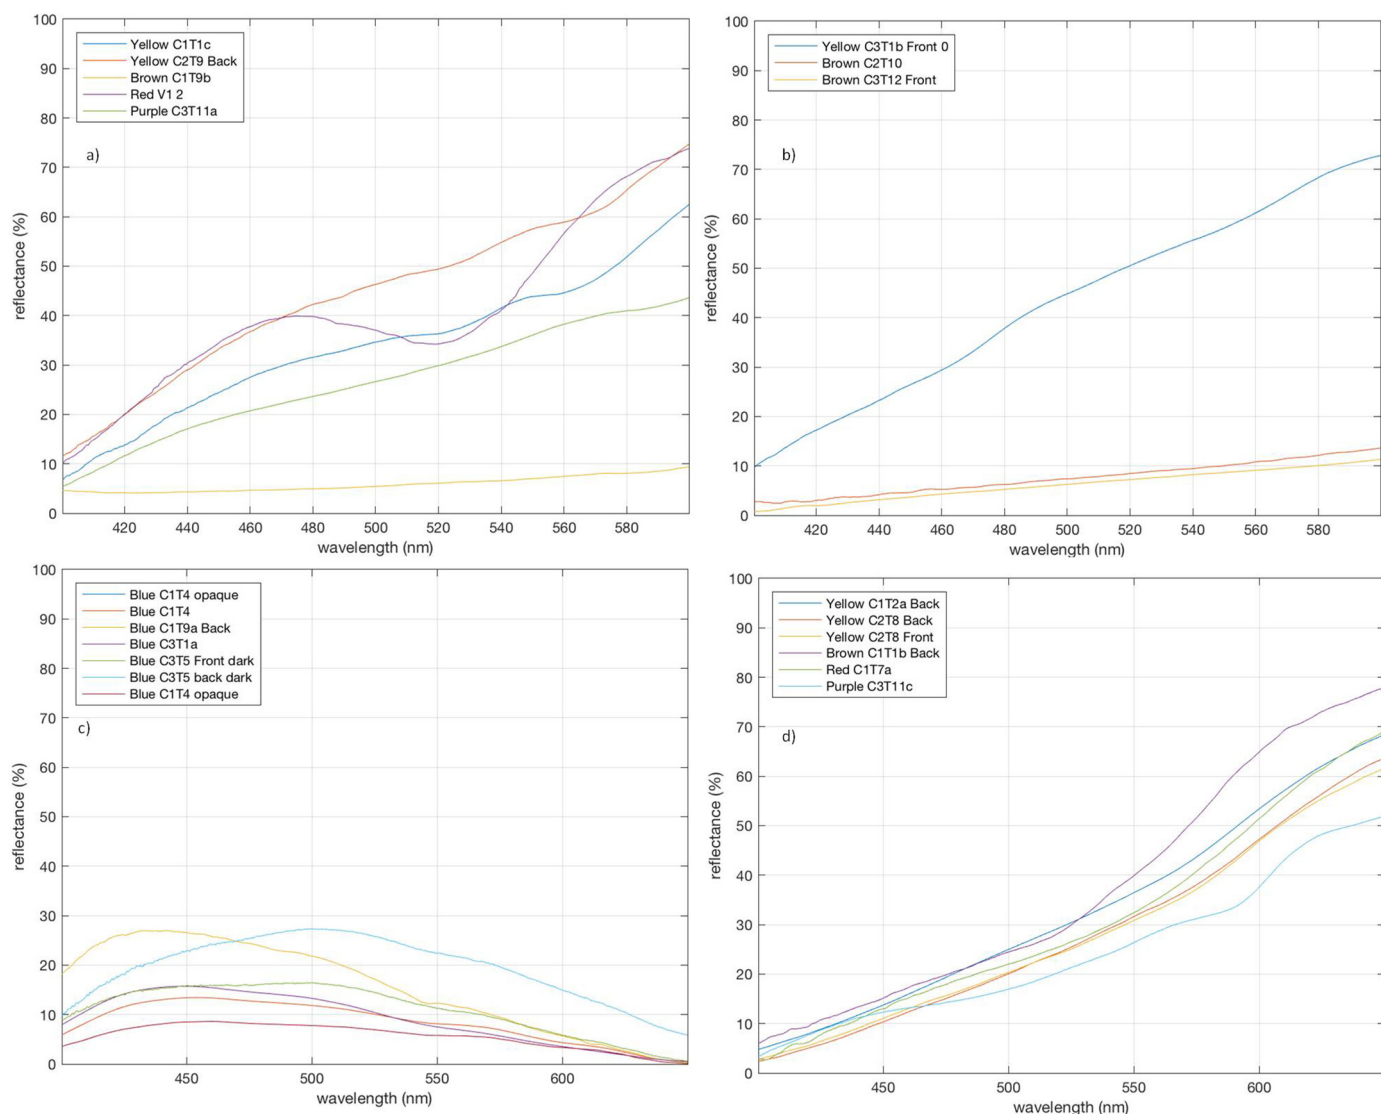 100
90
80
70
60
50
40
30
20
10
0
reflectance (%)
Yellow C1T1c
Yellow C2T9 Back
Brown C1T9b
Red V1 2
Purple C3T11a
a)
420 440 460 480 500 520 540 560 580
wavelength (nm)
100
90
80
70
60
50
40
30
20
10
0
reflectance (%)
Yellow C3T1b Front 0
Brown C2T10
Brown C3T12 Front
b)
420 440 460 480 500 520 540 560 580
wavelength (nm)
100
90
80
70
60
50
40
30
20
10
0
reflectance (%)
Blue C1T4 opaque
Blue C1T4
Blue C1T9a Back
Blue C3T1a
Blue C3T5 Front dark
Blue C3T5 back dark
Blue C1T4 opaque
c)
450 500 550 600
wavelength (nm)
100
90
80
70
60
50
40
30
20
10
0
reflectance (%)
Yellow C1T2a Back
Yellow C2T8 Back
Yellow C2T8 Front
Brown C1T1b Back
Red C1T7a
Purple C3T11c
d)
450 500 550 600
wavelength (nm)